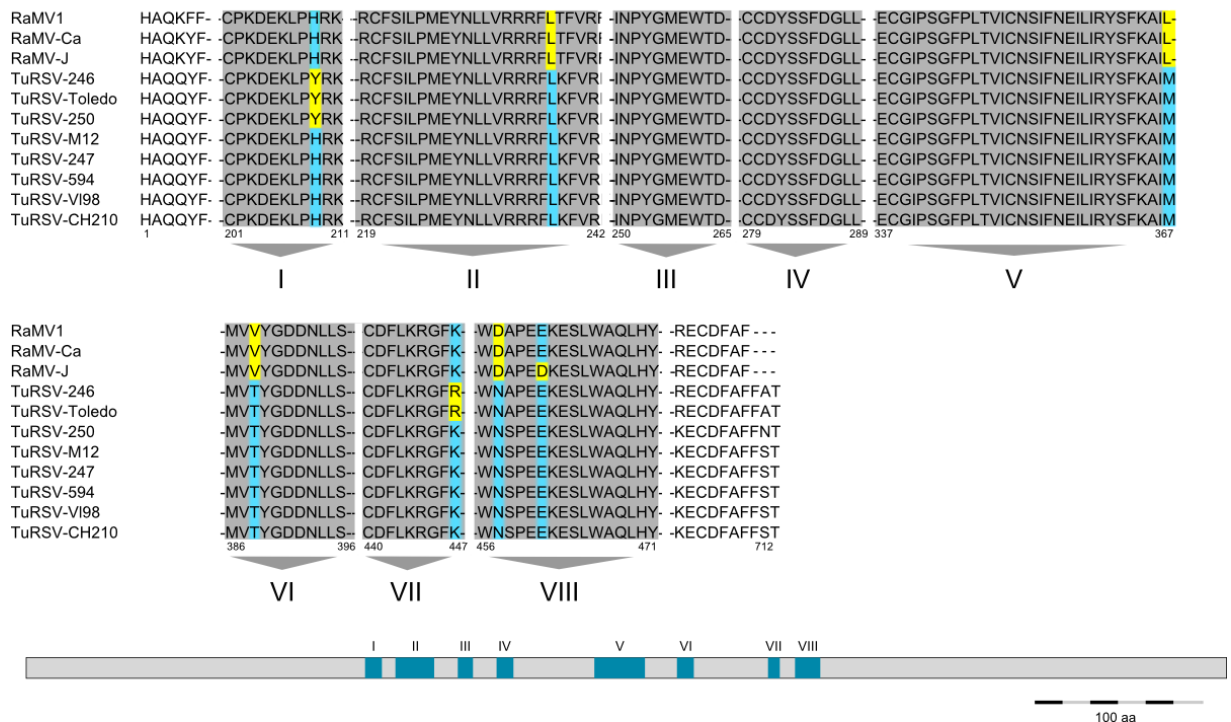 RaMV1 HAQKFF- -CPKDEKLPHRK -RCFSILPMEYNLLVRRRFLTFVRF -INPYGMEWTD- -CCDYSSFDGLL -ECGIPSGFPLTVICNSIFNEILIRYSFKAIL-
RaMV-Ca HAQKYF- -CPKDEKLPHRK -RCFSILPMEYNLLVRRRFLTFVRF -INPYGMEWTD- -CCDYSSFDGLL -ECGIPSGFPLTVICNSIFNEILIRYSFKAIL-
RaMV-J HAQKYF- -CPKDEKLPHRK -RCFSILPMEYNLLVRRRFLTFVRF -INPYGMEWTD- -CCDYSSFDGLL -ECGIPSGFPLTVICNSIFNEILIRYSFKAIL-
TuRSV-246 HAQQYF- -CPKDEKLPYRK -RCFSILPMEYNLLVRRRFLKFVR -INPYGMEWTD- -CCDYSSFDGLL -ECGIPSGFPLTVICNSIFNEILIRYSFKAIM
TuRSV-Toledo HAQQYF- -CPKDEKLPYRK -RCFSILPMEYNLLVRRRFLKFVR -INPYGMEWTD- -CCDYSSFDGLL -ECGIPSGFPLTVICNSIFNEILIRYSFKAIM
TuRSV-250 HAQQYF- -CPKDEKLPYRK -RCFSILPMEYNLLVRRRFLKFVR -INPYGMEWTD- -CCDYSSFDGLL -ECGIPSGFPLTVICNSIFNEILIRYSFKAIM
TuRSV-M12 HAQQYF- -CPKDEKLPHRK -RCFSILPMEYNLLVRRRFLKFVR -INPYGMEWTD- -CCDYSSFDGLL -ECGIPSGFPLTVICNSIFNEILIRYSFKAIM
TuRSV-247 HAQQYF- -CPKDEKLPHRK -RCFSILPMEYNLLVRRRFLKFVR -INPYGMEWTD- -CCDYSSFDGLL -ECGIPSGFPLTVICNSIFNEILIRYSFKAIM
TuRSV-594 HAQQYF- -CPKDEKLPHRK -RCFSILPMEYNLLVRRRFLKFVR -INPYGMEWTD- -CCDYSSFDGLL -ECGIPSGFPLTVICNSIFNEILIRYSFKAIM
TuRSV-VI98 HAQQYF- -CPKDEKLPHRK -RCFSILPMEYNLLVRRRFLKFVR -INPYGMEWTD- -CCDYSSFDGLL -ECGIPSGFPLTVICNSIFNEILIRYSFKAIM
TuRSV-CH210 HAQQYF- -CPKDEKLPHRK -RCFSILPMEYNLLVRRRFLKFVR -INPYGMEWTD- -CCDYSSFDGLL -ECGIPSGFPLTVICNSIFNEILIRYSFKAIM
1 201 211 219 242 250 265 279 289 337 367
I II III IV V
RaMV1 -MVVYGDDNLLS- -CDFLKRGFK- -WDAPEEKESLWAQLHY- -RECDFAF---
RaMV-Ca -MVVYGDDNLLS- -CDFLKRGFK- -WDAPEEKESLWAQLHY- -RECDFAF---
RaMV-J -MVVYGDDNLLS- -CDFLKRGFK- -WDAPEDKESLWAQLHY- -RECDFAF---
TuRSV-246 -MVTYGDDNLLS- -CDFLKRGFR- -WNAPEEKESLWAQLHY- -RECDFAFFAT
TuRSV-Toledo -MVTYGDDNLLS- -CDFLKRGFR- -WNAPEEKESLWAQLHY- -RECDFAFFAT
TuRSV-250 -MVTYGDDNLLS- -CDFLKRGFK- -WNSPEEKESLWAQLHY- -KECDFAFFNT
TuRSV-M12 -MVTYGDDNLLS- -CDFLKRGFK- -WNSPEEKESLWAQLHY- -KECDFAFFST
TuRSV-247 -MVTYGDDNLLS- -CDFLKRGFK- -WNSPEEKESLWAQLHY- -KECDFAFFST
TuRSV-594 -MVTYGDDNLLS- -CDFLKRGFK- -WNSPEEKESLWAQLHY- -KECDFAFFST
TuRSV-VI98 -MVTYGDDNLLS- -CDFLKRGFK- -WNSPEEKESLWAQLHY- -KECDFAFFST
TuRSV-CH210 -MVTYGDDNLLS- -CDFLKRGFK- -WNSPEEKESLWAQLHY- -KECDFAFFST
386 396 440 447 456 471 712
VI VII VIII
I II III IV V VI VII VIII
100 aa